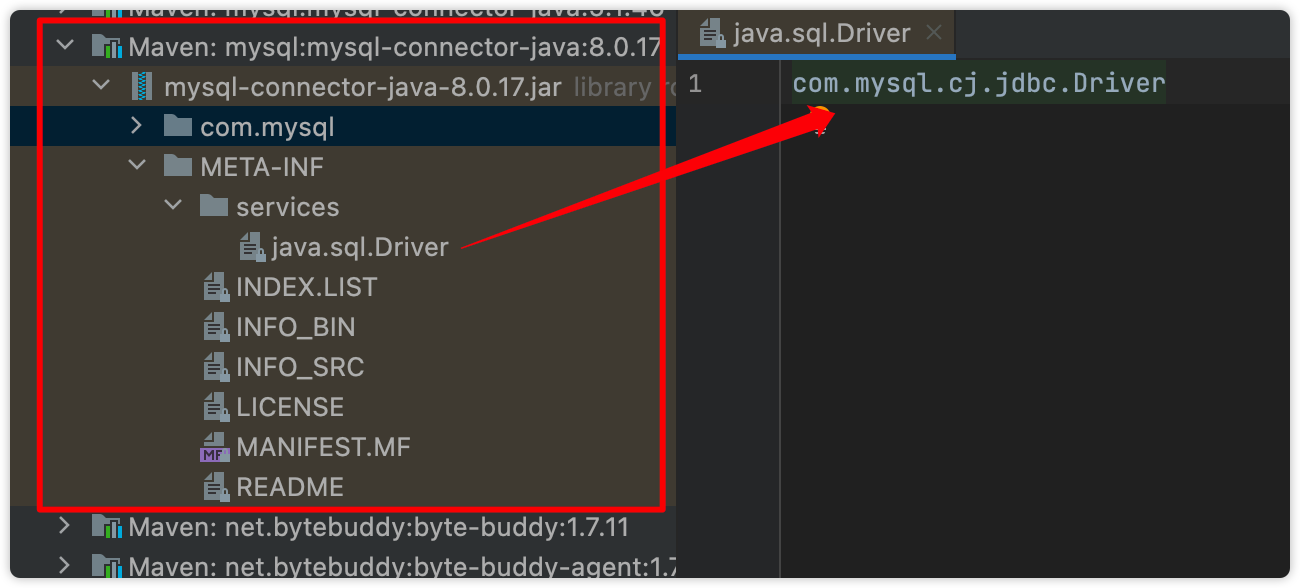 Maven: mysql:mysql-connector-java:5.1.46
Maven: mysql:mysql-connector-java:8.0.17
mysql-connector-java-8.0.17.jar library
com.mysql
META-INF
services
java.sql.Driver
INDEX.LIST
INFO_BIN
INFO_SRC
LICENSE
MF MANIFEST.MF
README
Maven: net.bytebuddy:byte-buddy:1.7.11
Maven: net.bytebuddy:byte-buddy-agent:1.7
java.sql.Driver
1 com.mysql.cj.jdbc.Driver